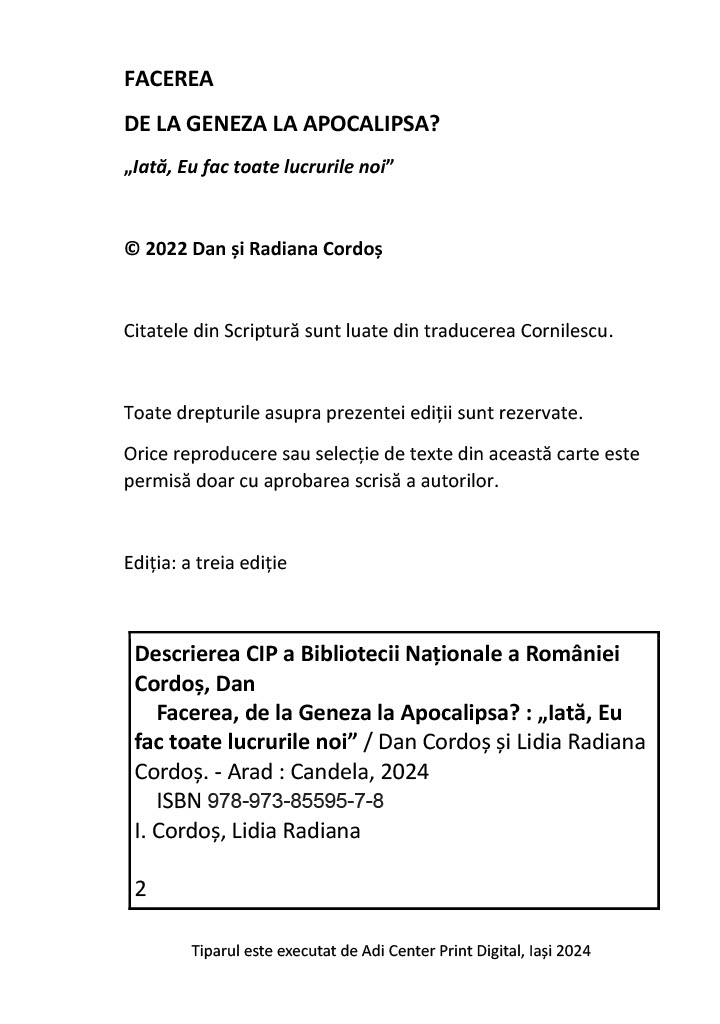 FACEREA
DE LA GENEZA LA APOCALIPSA?
„Iată, Eu fac toate lucrurile noi”
© 2022 Dan și Radiana Cordoș
Citatele din Scriptură sunt luate din traducerea Cornilescu.
Toate drepturile asupra prezentei ediții sunt rezervate.
Orice reproducere sau selecție de texte din această carte este
permisă doar cu aprobarea scrisă a autorilor.
Ediția: a treia ediție
Descrierea CIP a Bibliotecii Naționale a României
Cordoș, Dan
Facerea, de la Geneza la Apocalipsa? : „Iată, Eu
fac toate lucrurile noi” / Dan Cordoș și Lidia Radiana
Cordoș. - Arad : Candela, 2024
ISBN 978-973-85595-7-8
I. Cordoș, Lidia Radiana
2
Tiparul este executat de Adi Center Print Digital, Iași 2024